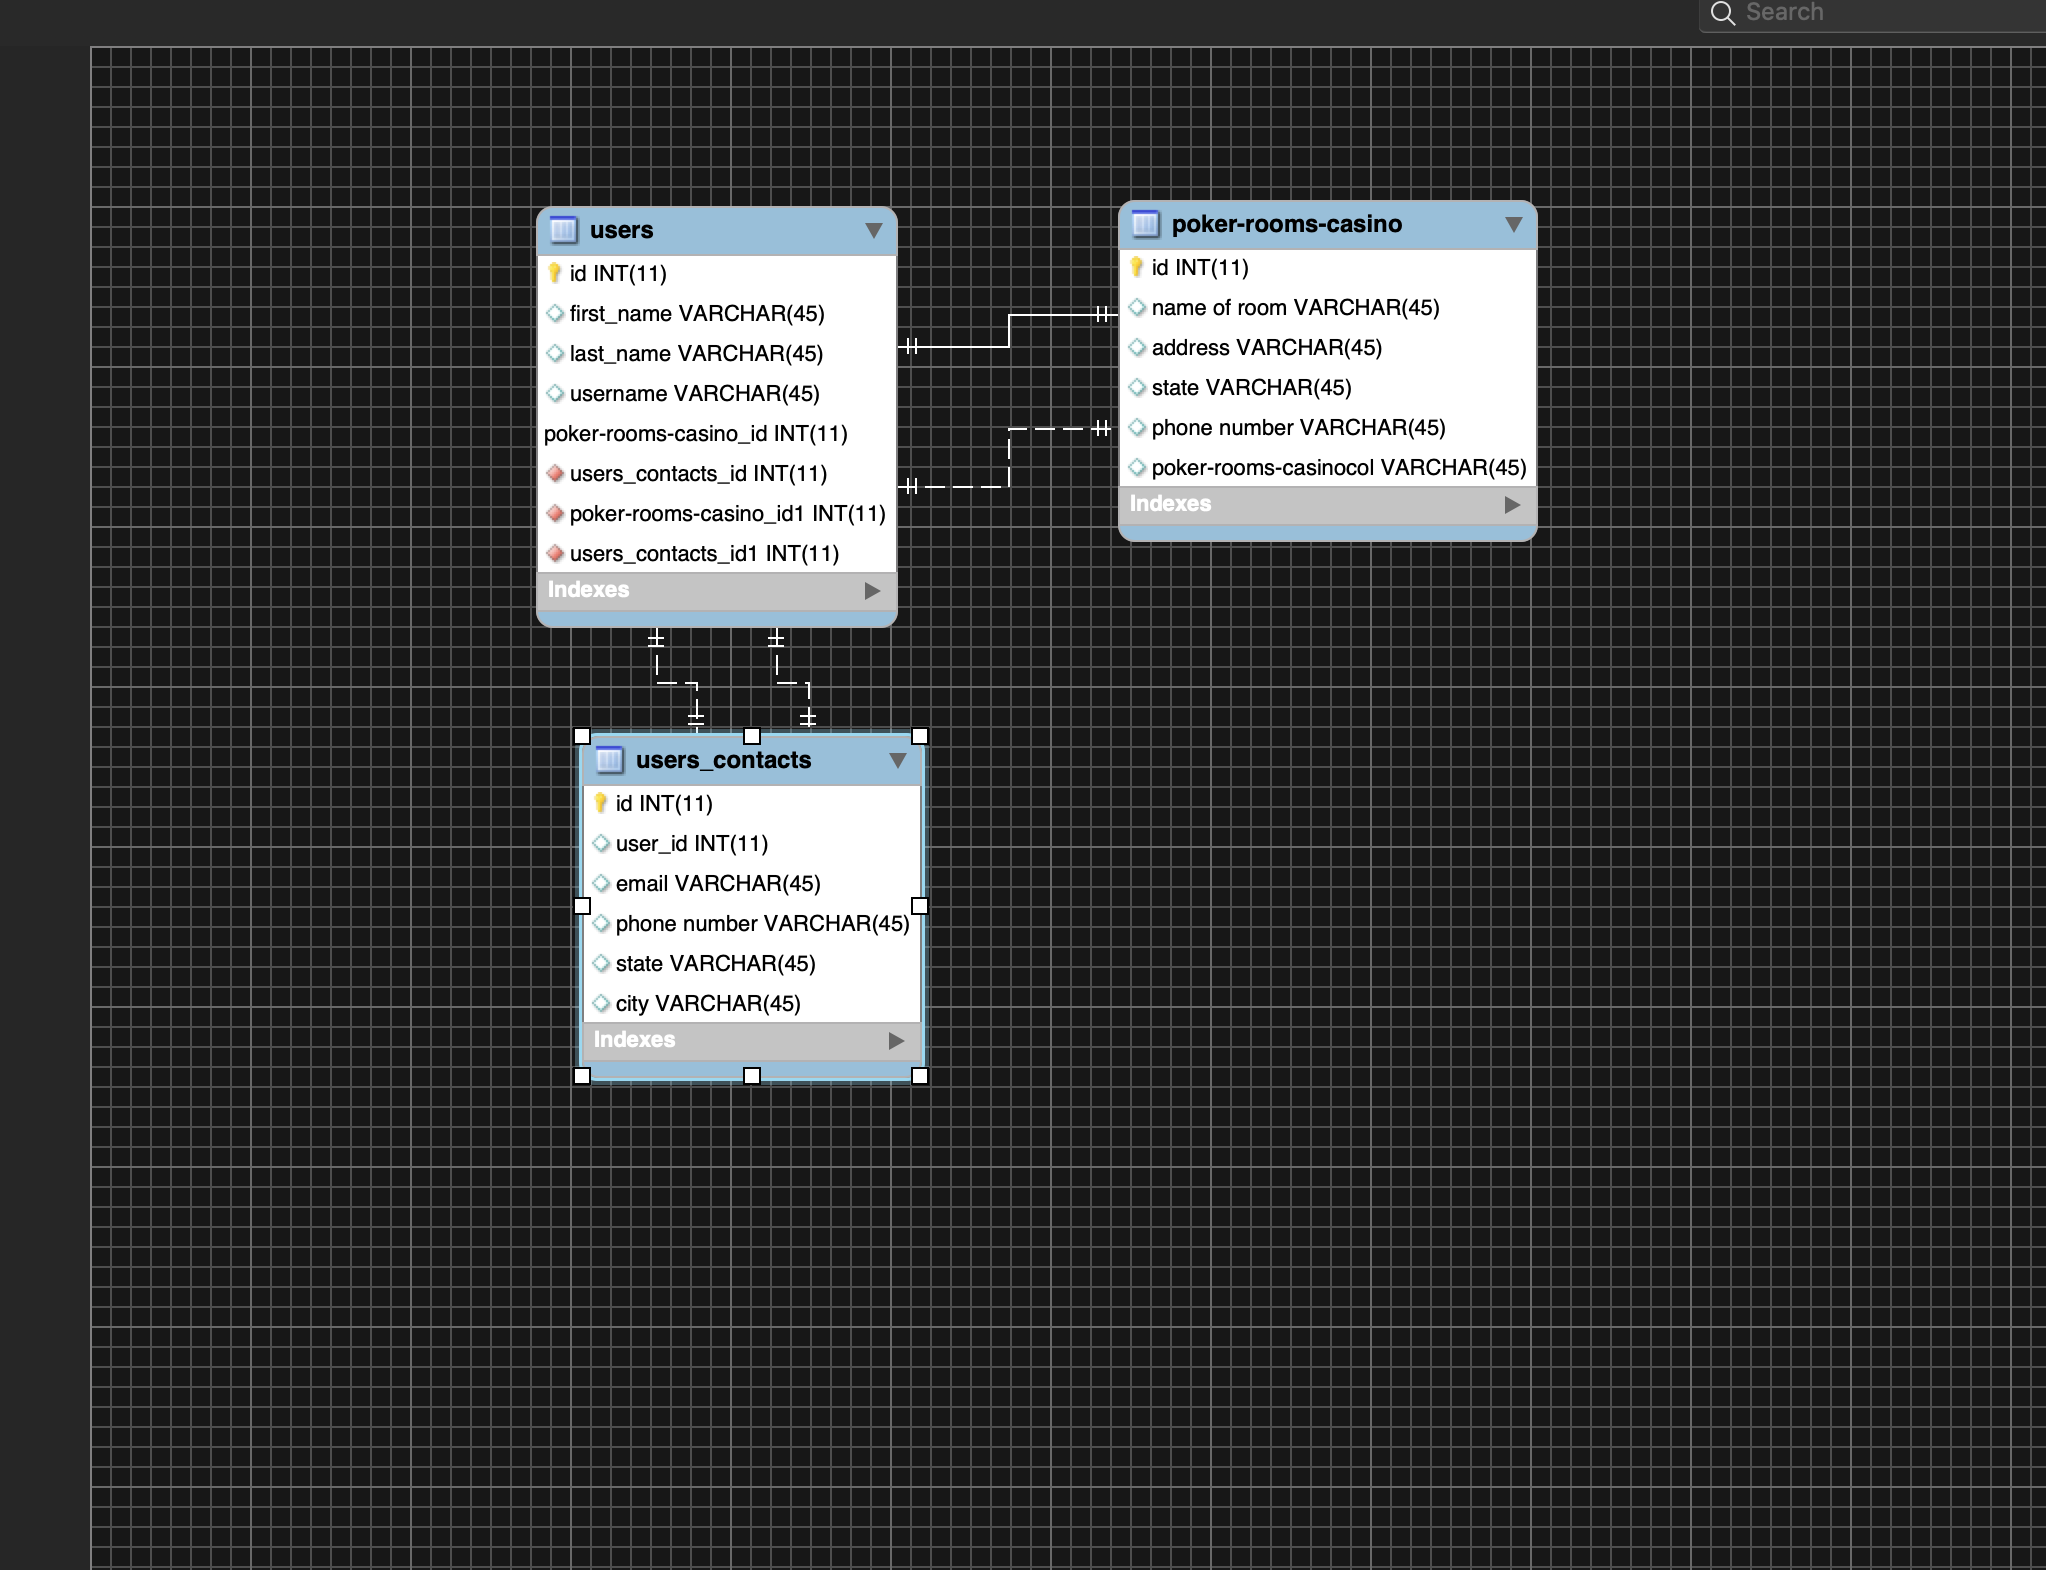 Search
users
id INT(11)
first_name VARCHAR(45)
last_name VARCHAR(45)
username VARCHAR(45)
poker-rooms-casino_id INT(11)
users_contacts_id INT(11)
poker-rooms-casino_id1 INT(11)
users_contacts_id1 INT(11)
Indexes
poker-rooms-casino
id INT(11)
name of room VARCHAR(45)
address VARCHAR(45)
state VARCHAR(45)
phone number VARCHAR(45)
poker-rooms-casinocol VARCHAR(45)
Indexes
users_contacts
id INT(11)
user_id INT(11)
email VARCHAR(45)
phone number VARCHAR(45)
state VARCHAR(45)
city VARCHAR(45)
Indexes